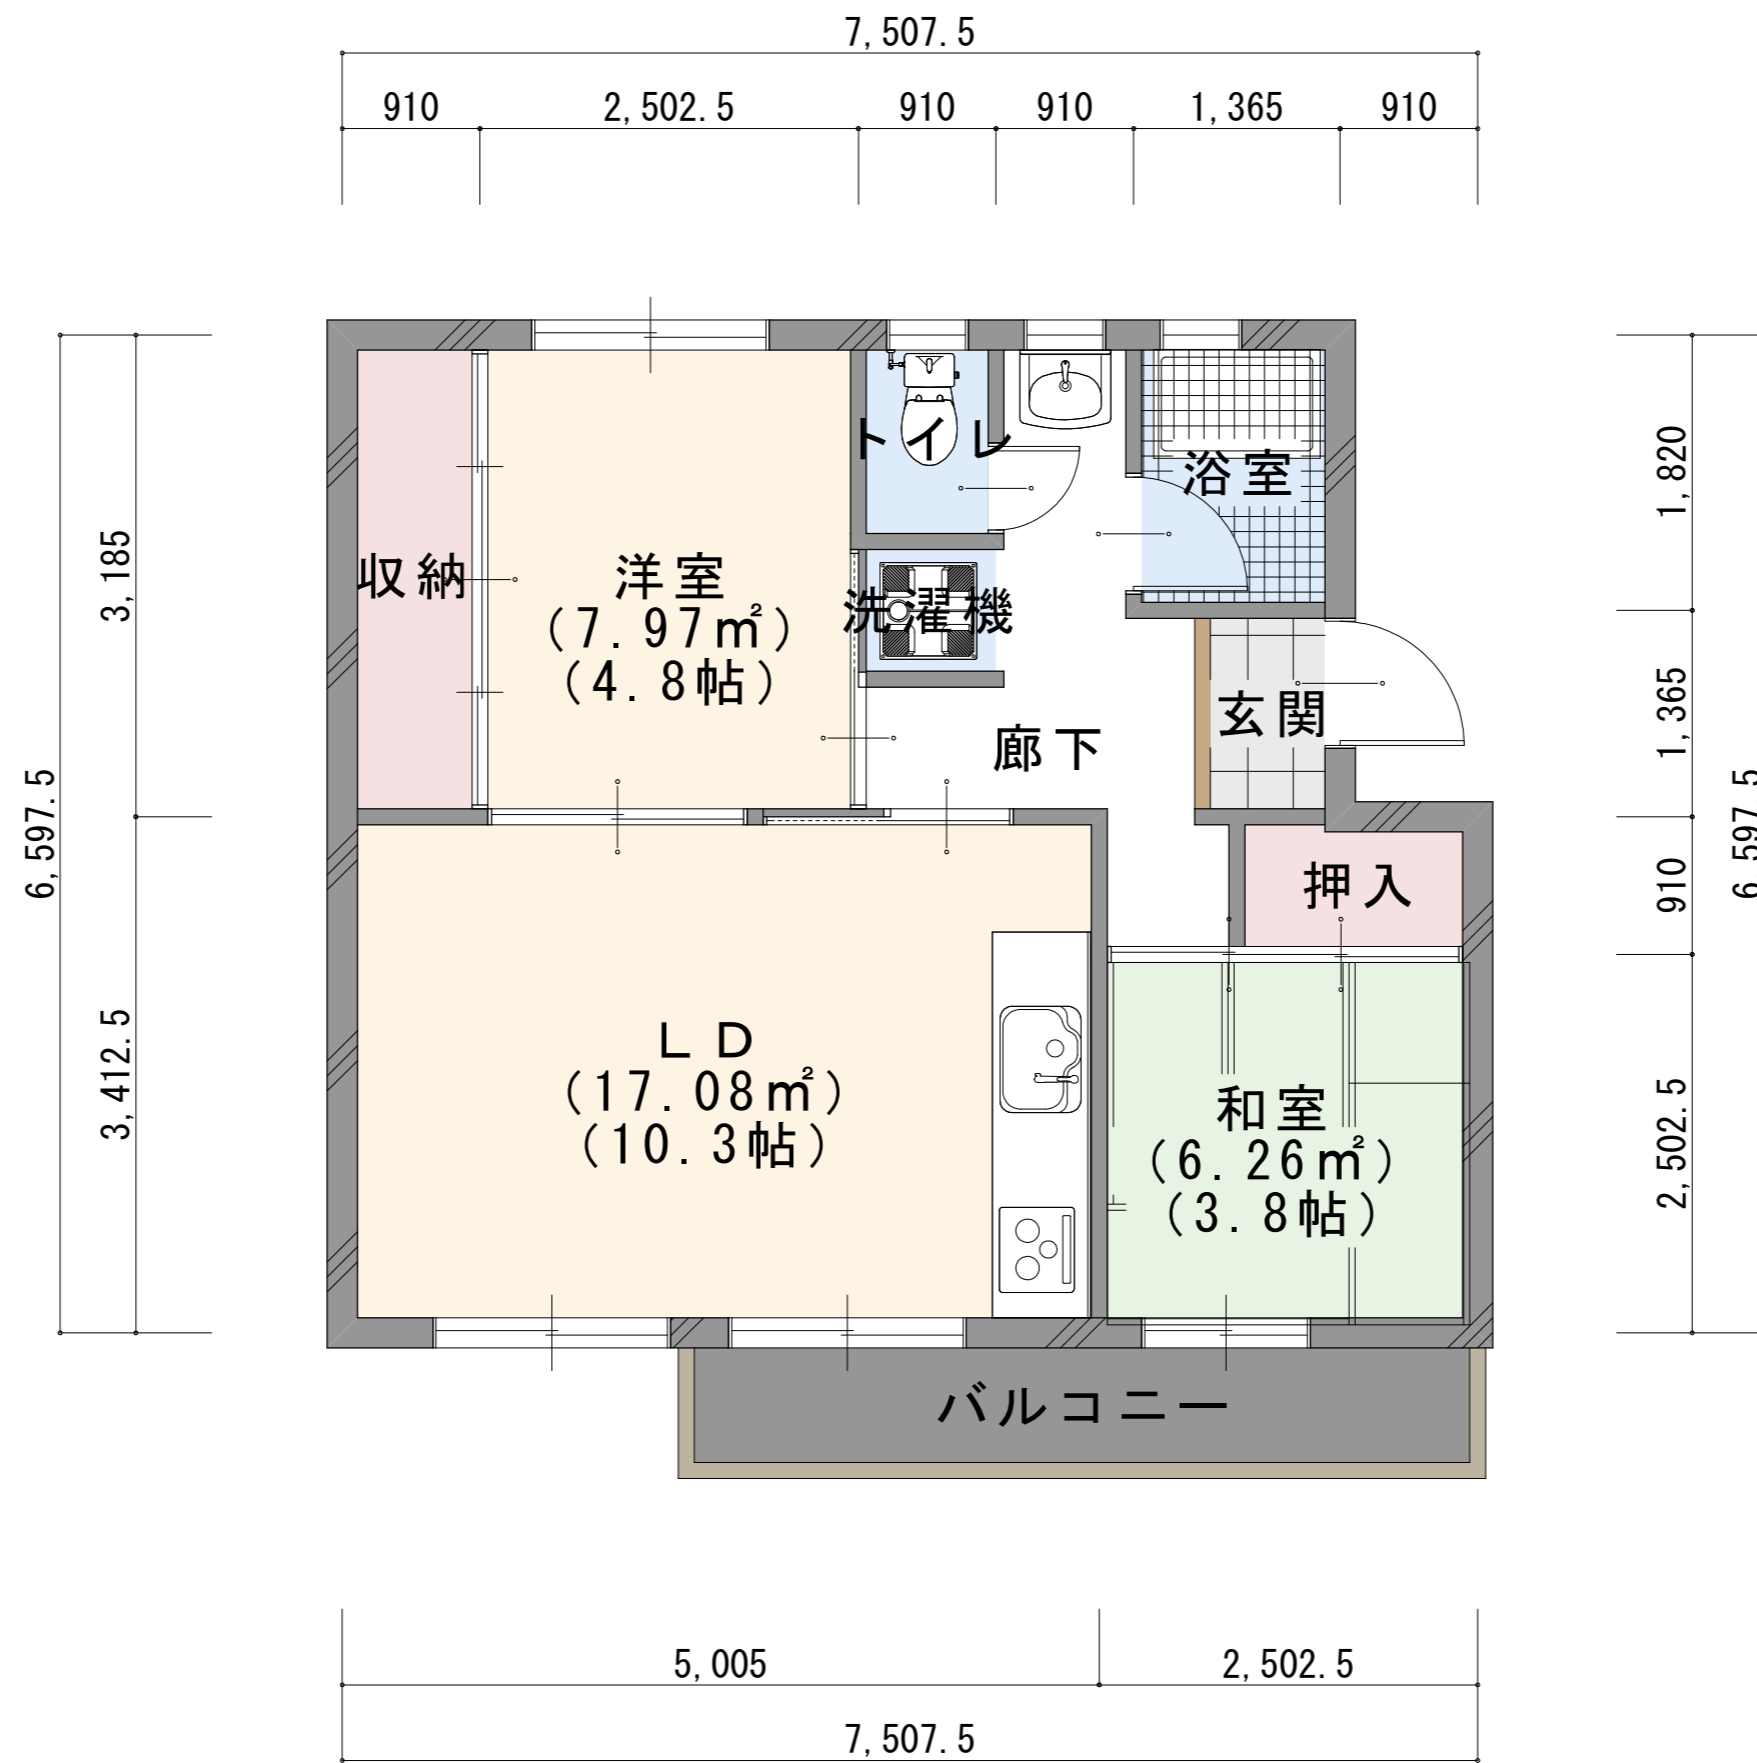 7,507.5
910
2,502.5
910
910
1,365
910
トイレ
浴室
1,820
3,185
収納
洋室
(7.97㎡)
(4.8帖)
洗濯機
玄関
1,365
廊下
6,597.5
6,597.5
押入
910
LD
(17.08㎡)
(10.3帖)
3,412.5
和室
(6.26㎡)
(3.8帖)
2,502.5
バルコニー
5,005
2,502.5
7,507.5